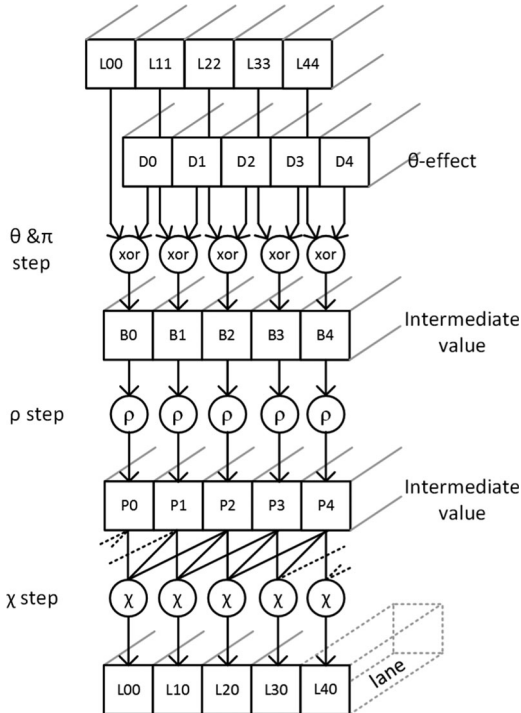 L00 L11 L22 L33 L44
D0 D1 D2 D3 D4
θ-effect
θ &π
step
xor xor xor xor xor
B0 B1 B2 B3 B4
Intermediate
value
ρ step
ρ ρ ρ ρ ρ
P0 P1 P2 P3 P4
Intermediate
value
χ step
χ χ χ χ χ
L00 L10 L20 L30 L40
lane